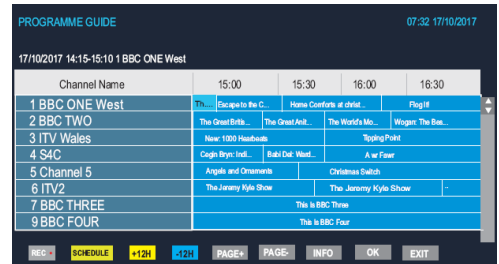 PROGRAMME GUIDE 07:32 17/10/2017
17/10/2017 14:15-15:10 1 BBC ONE West
Channel Name 15:00 15:30 16:00 16:30
1 BBC ONE West Th.... Escape to the C... Home Comforts at christ... Flog It!
2 BBC TWO The Great Britis... The Great Anit... The World's Mo... Wogan: The Bes...
3 ITV Wales New: 1000 Hearbeats Tipping Point
4 S4C Cegin Bryn: Indi... Babi Del: Ward... A wr Fawr
5 Channel 5 Angels and Ornaments Christmas Switch
6 ITV2 The Jeremy Kyle Show The Jeremy Kyle Show -
7 BBC THREE This Is BBC Three
9 BBC FOUR This Is BBC Four
REC SCHEDULE +12H -12H PAGE+ PAGE- INFO OK EXIT